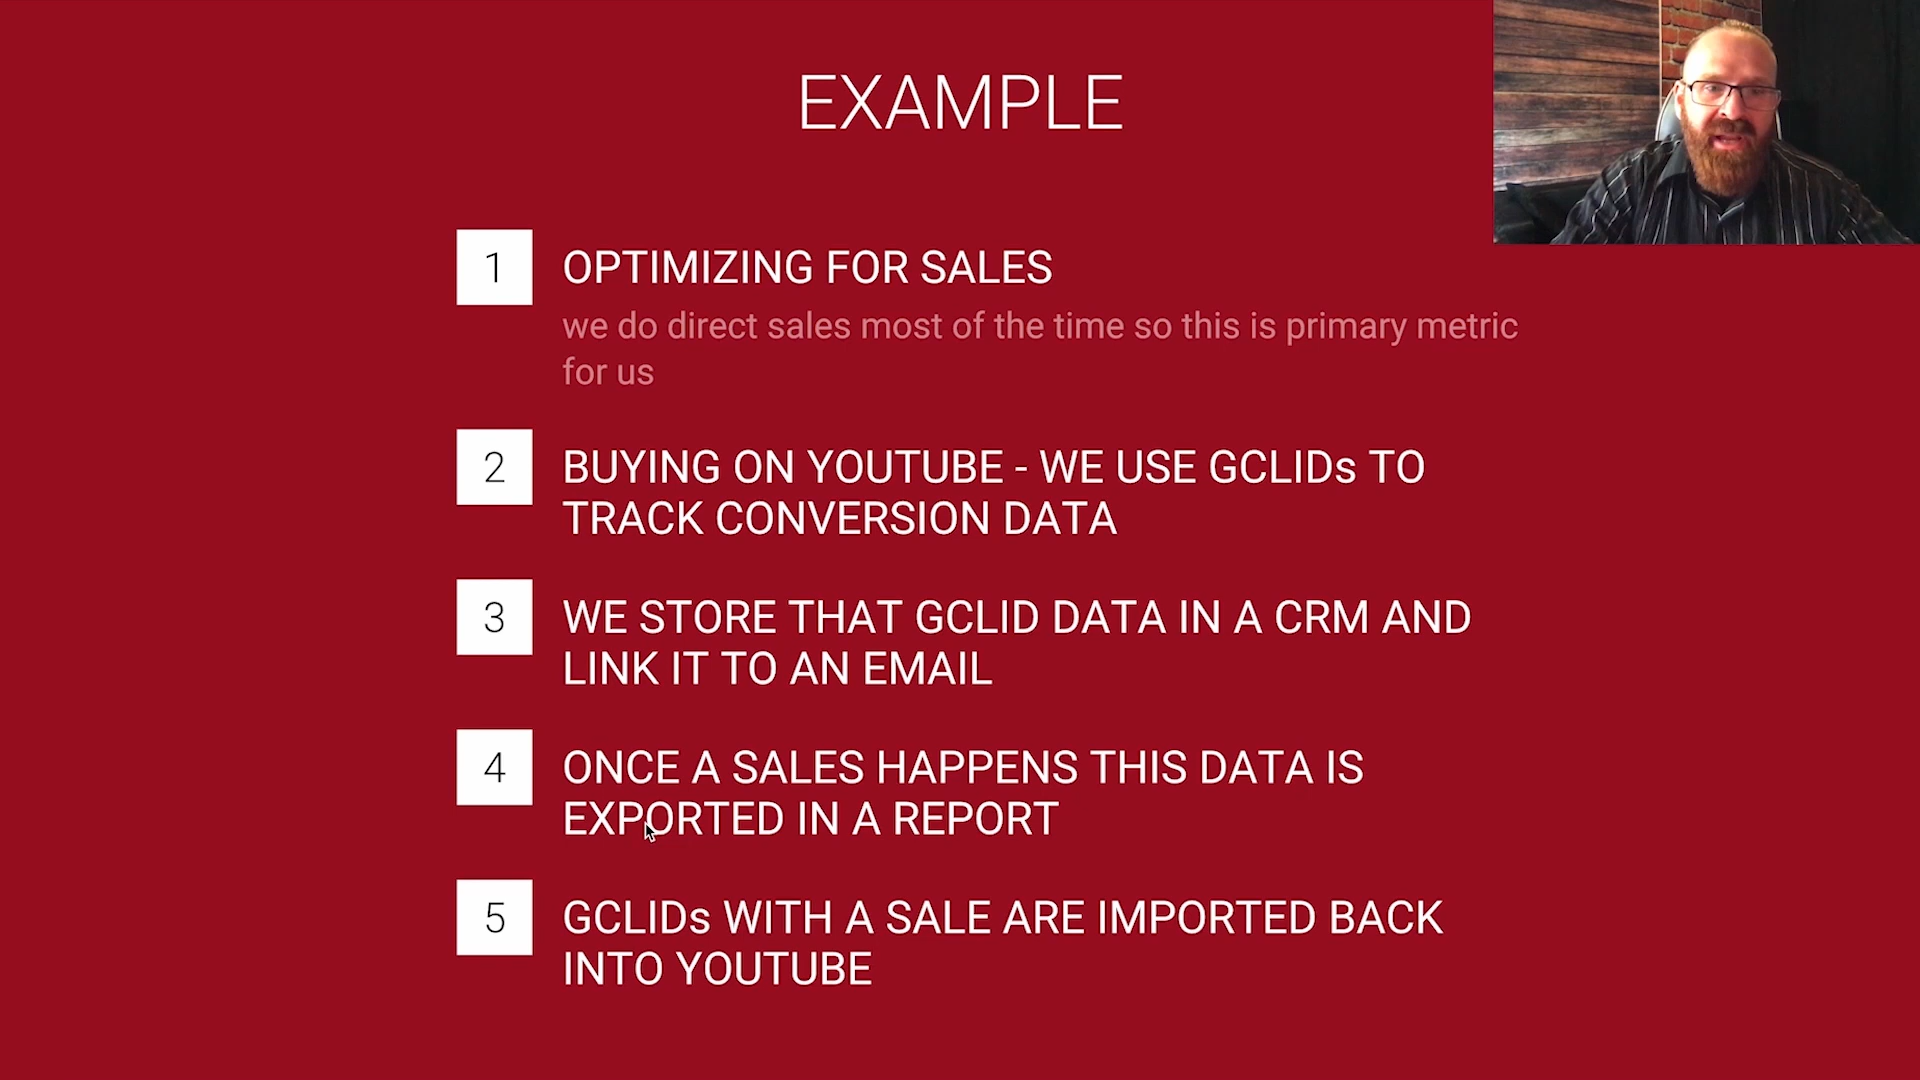 EXAMPLE
1
OPTIMIZING FOR SALES
we do direct sales most of the time so this is primary metric
for us
2
BUYING ON YOUTUBE - WE USE GCLIDs TO
TRACK CONVERSION DATA
3
WE STORE THAT GCLID DATA IN A CRM AND
LINK IT TO AN EMAIL
4
ONCE A SALES HAPPENS THIS DATA IS
EXPORTED IN A REPORT
5
GCLIDs WITH A SALE ARE IMPORTED BACK
INTO YOUTUBE